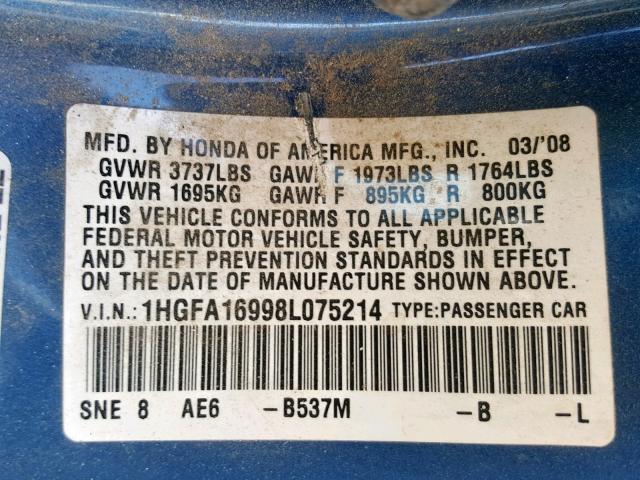 MFD. BY HONDA OF AMERICA MFG., INC. 03/'08
GVWR 3737LBS GAWR F 1973LBS R 1764LBS
GVWR 1695KG GAWR F 895KG R 800KG
THIS VEHICLE CONFORMS TO ALL APPLICABLE
FEDERAL MOTOR VEHICLE SAFETY, BUMPER,
AND THEFT PREVENTION STANDARDS IN EFFECT
ON THE DATE OF MANUFACTURE SHOWN ABOVE.
V.I.N.: 1HGFA16998L075214 TYPE:PASSENGER CAR
SNE 8 AE6 -B537M -B -L